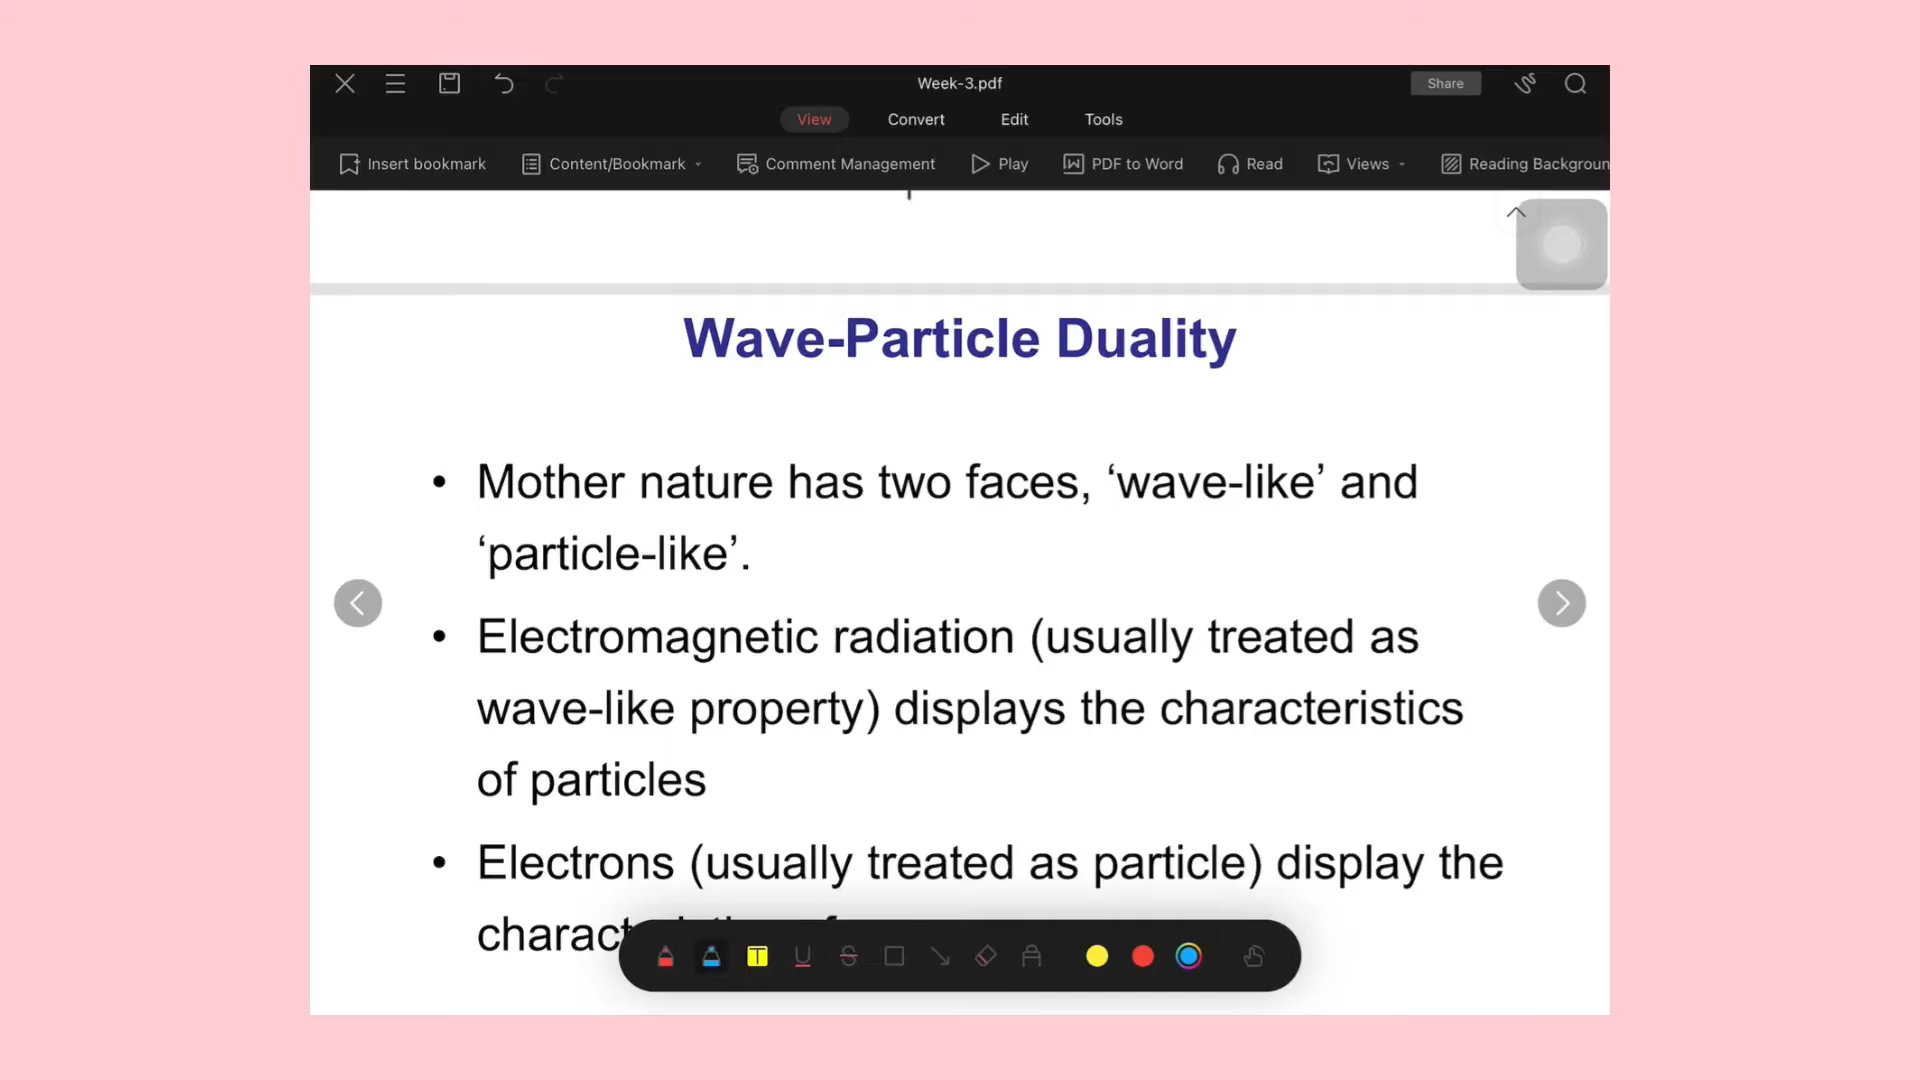 Week-3.pdf
Share
View Convert Edit Tools
Insert bookmark Content/Bookmark Comment Management Play PDF to Word Read Views Reading Backgroun
Wave-Particle Duality
• Mother nature has two faces, ‘wave-like’ and
‘particle-like’.
• Electromagnetic radiation (usually treated as
wave-like property) displays the characteristics
of particles
• Electrons (usually treated as particle) display the
T U S